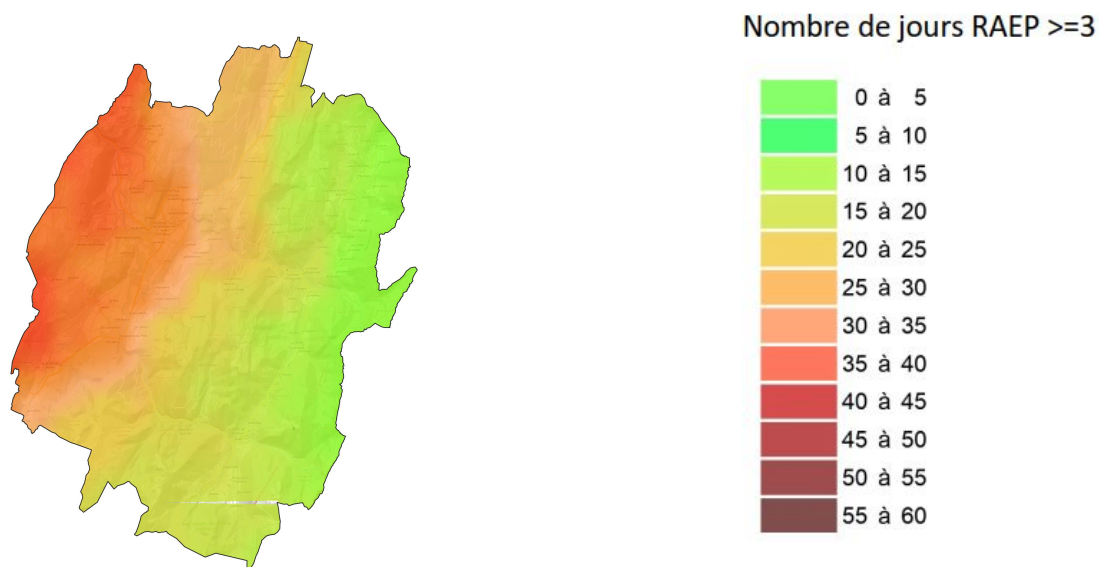 Nombre de jours RAEP >=3
0 à 5
5 à 10
10 à 15
15 à 20
20 à 25
25 à 30
30 à 35
35 à 40
40 à 45
45 à 50
50 à 55
55 à 60